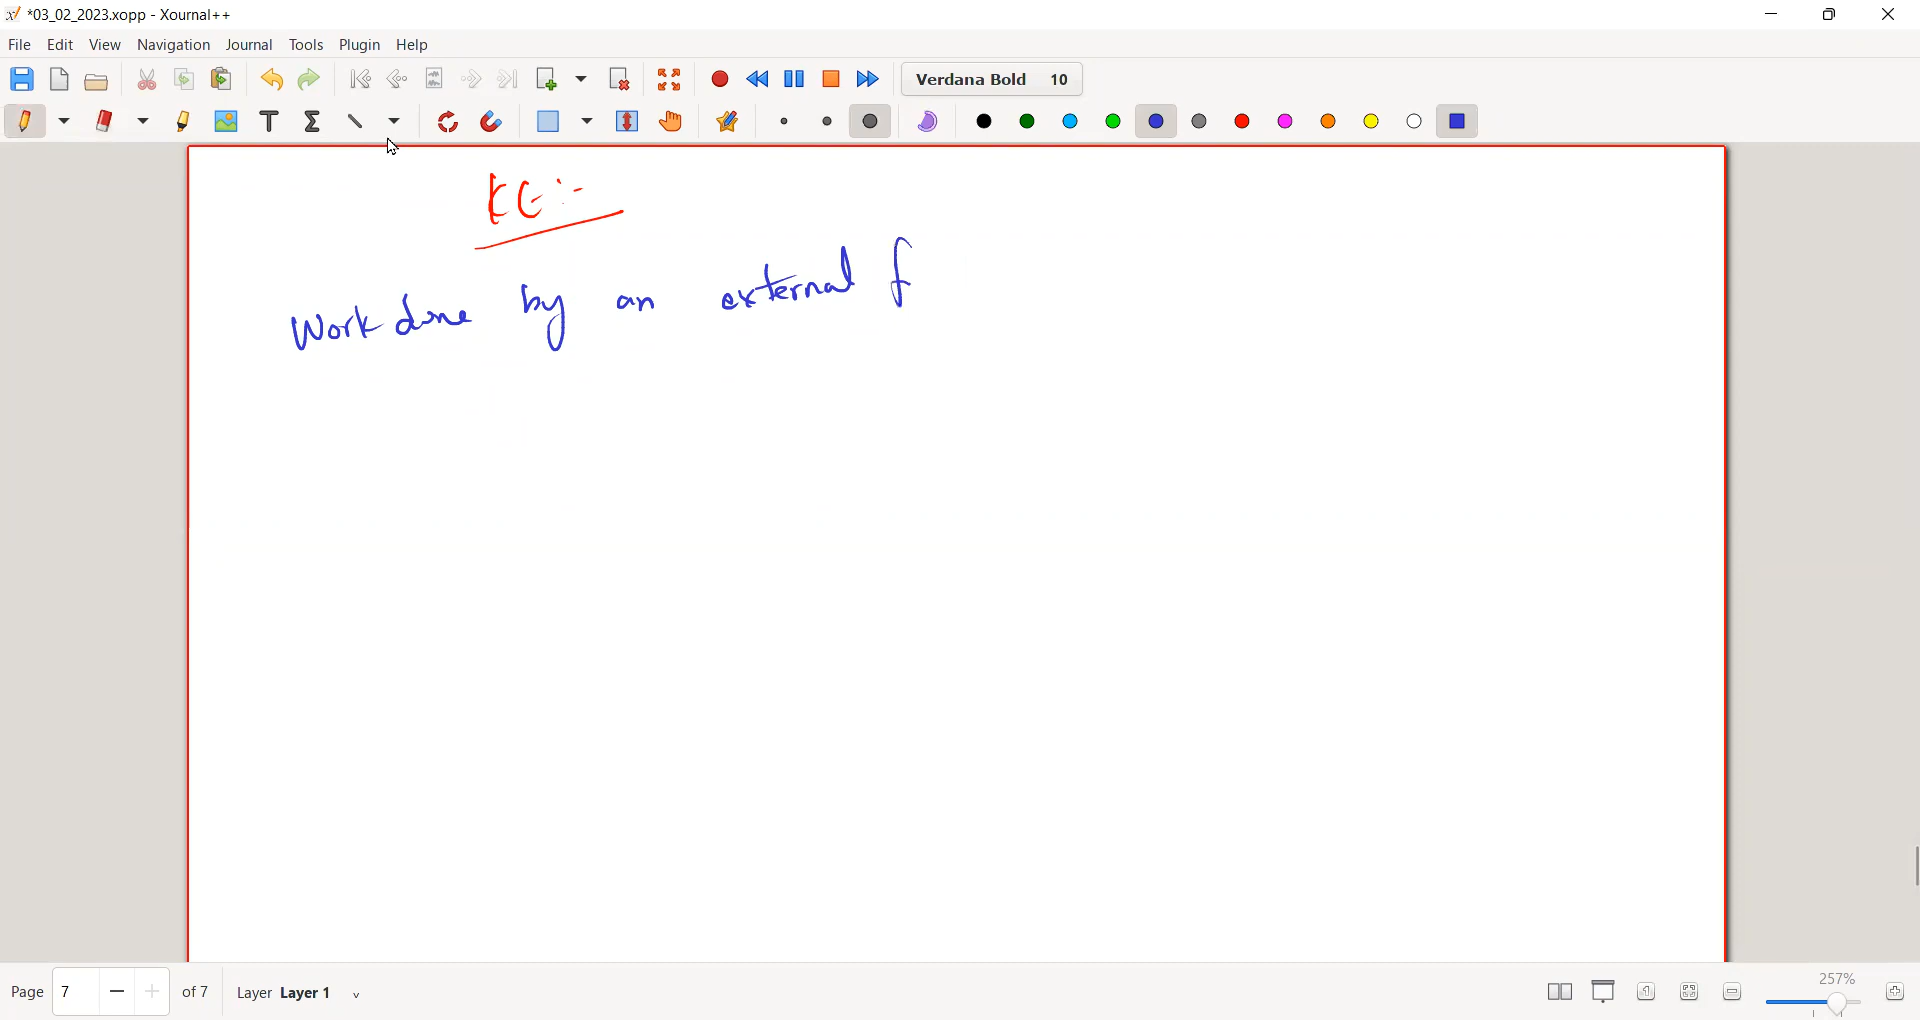 *03_02_2023.xopp - Xournal++
File Edit View Navigation Journal Tools Plugin Help
Verdana Bold 10
KE :-
Work done by an external f
Page 7 of 7 Layer Layer 1
257%